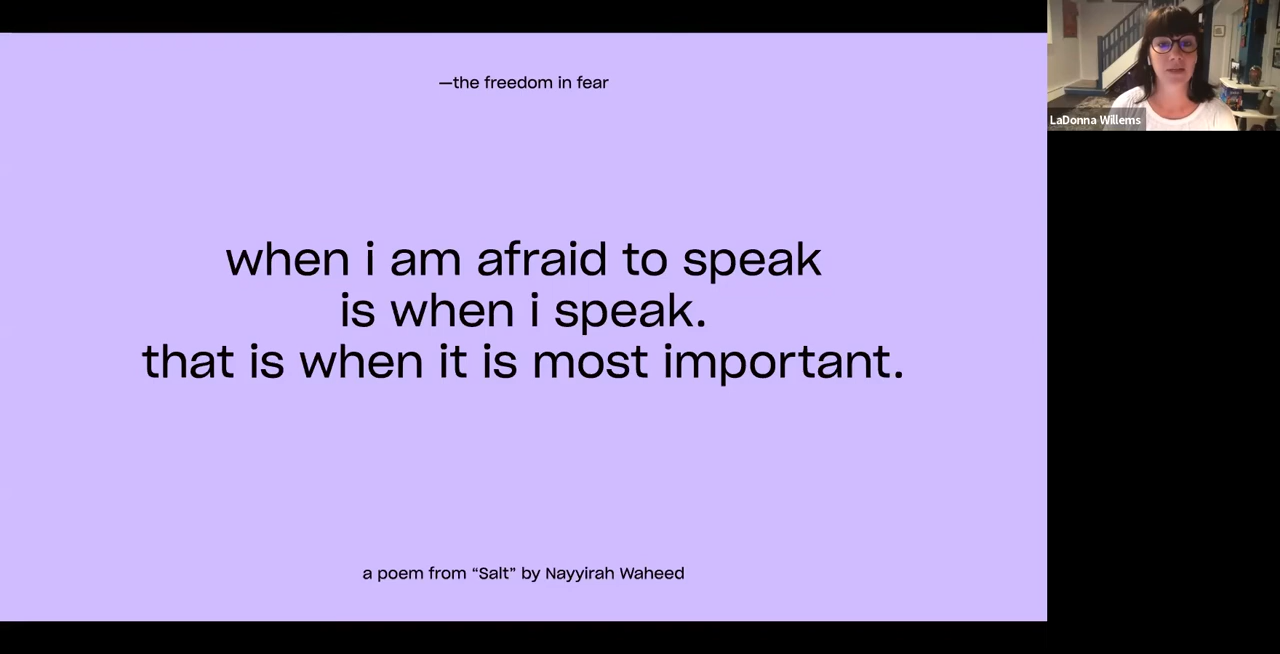 —the freedom in fear
LaDonna Willems
when i am afraid to speak
is when i speak.
that is when it is most important.
a poem from “Salt” by Nayyirah Waheed